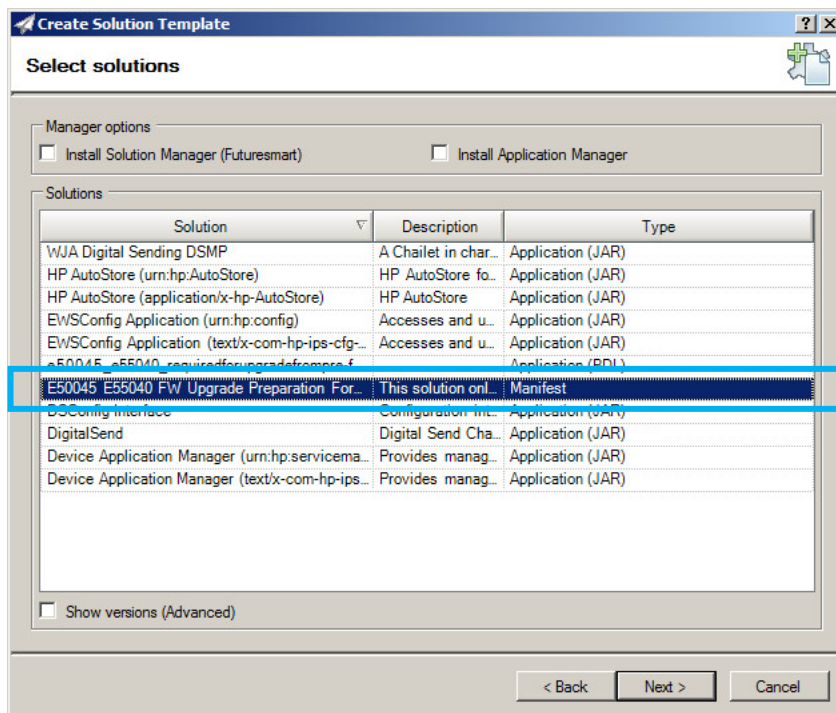 Create Solution Template
Select solutions
Manager options
Install Solution Manager (Futuresmart) Install Application Manager
Solutions
Solution Description Type
WJA Digital Sending DSMP A Chailet in char... Application (JAR)
HP AutoStore (urn:hp:AutoStore) HP AutoStore fo... Application (JAR)
HP AutoStore (application/x-hp-AutoStore) HP AutoStore Application (JAR)
EWSConfig Application (urn:hp:config) Accesses and u... Application (JAR)
EWSConfig Application (text/x-com-hp-ips-cfg-... Accesses and u... Application (JAR)
e50045_e55040_requiredforupgradefrompre-f... Application (PDL)
E50045 E55040 FW Upgrade Preparation For... This solution onl... Manifest
DSConfig Interface Configuration Int... Application (JAR)
DigitalSend Digital Send Cha... Application (JAR)
Device Application Manager (urn:hp:servicema... Provides manag... Application (JAR)
Device Application Manager (text/x-com-hp-ips... Provides manag... Application (JAR)
Show versions (Advanced)
< Back Next > Cancel